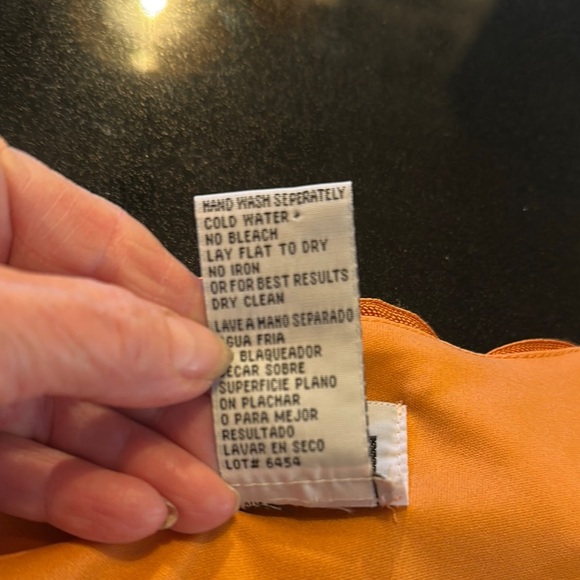 HAND WASH SEPERATELY
COLD WATER
NO BLEACH
LAY FLAT TO DRY
NO IRON
OR FOR BEST RESULTS
DRY CLEAN
LAVE A MANO SEPARADO
GUA FRIA
BLAQUEADOR
ECAR SOBRE
SUPERFICIE PLANO
ON PLACHAR
O PARA MEJOR
RESULTADO
LAVAR EN SECO
LOT# 6454